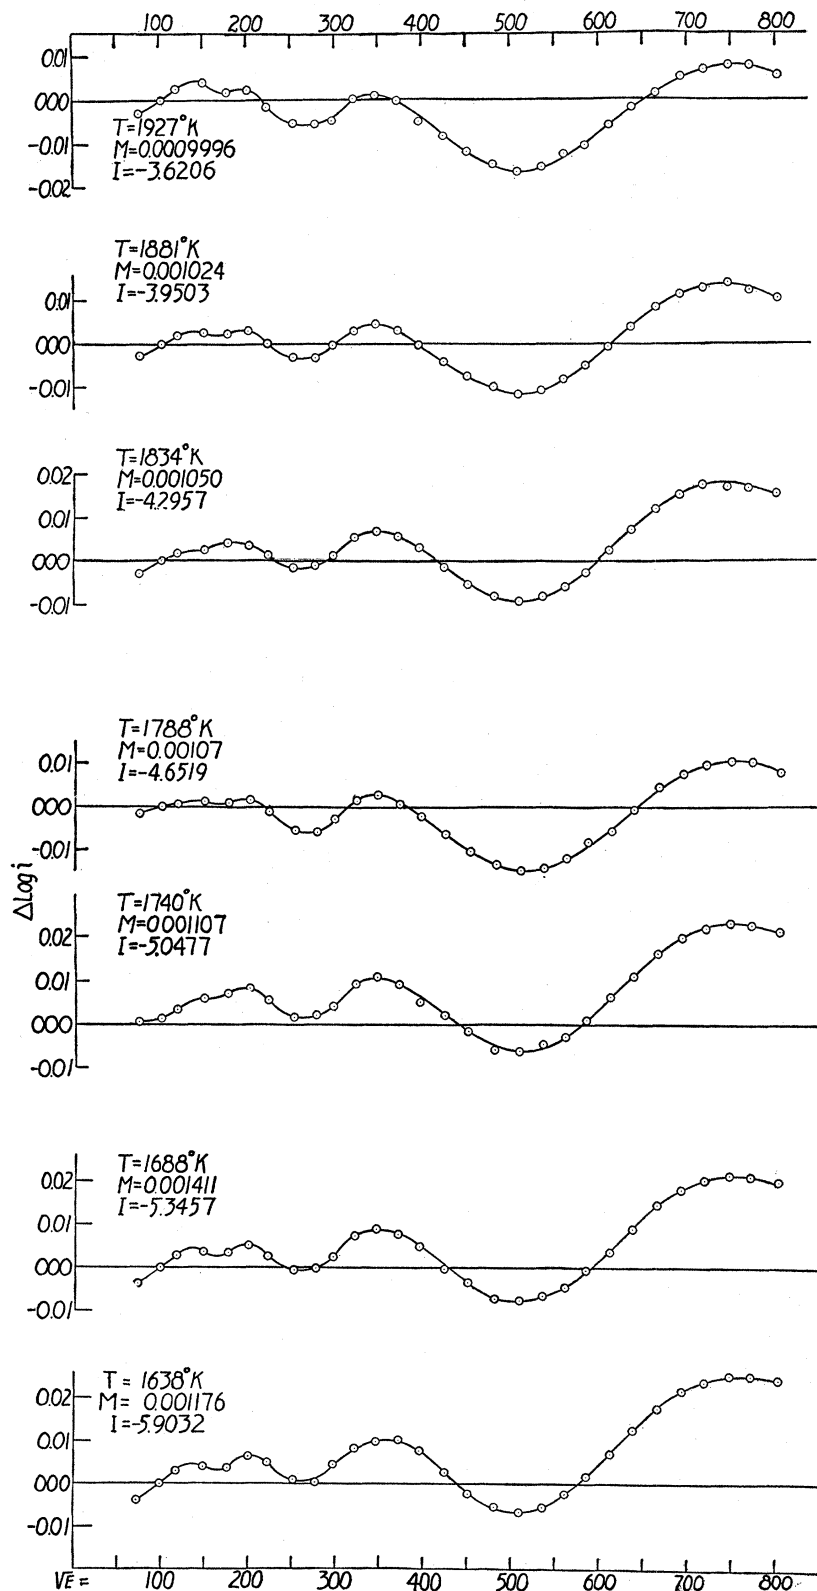 100 200 300 400 500 600 700 800
0.01
0.00
-0.01
-0.02
T=1927°K
M=0.0009996
I=-3.6206
T=1881°K
M=0.001024
I=-3.9503
0.01
0.00
-0.01
T=1834°K
M=0.001050
I=-4.2957
0.02
0.01
0.00
-0.01
T=1788°K
M=0.00107
I=-4.6519
0.01
0.00
-0.01
ΔLog i
T=1740°K
M=0.001107
I=-5.0477
0.02
0.01
0.00
-0.01
T=1688°K
M=0.001411
I=-5.3457
0.02
0.01
0.00
-0.01
T = 1638°K
M = 0.001176
I=-5.9032
0.02
0.01
0.00
-0.01
VE = 100 200 300 400 500 600 700 800